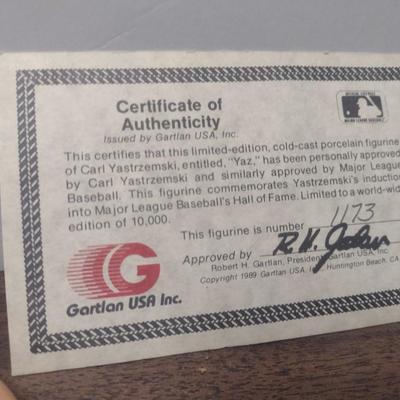 Certificate of
Authenticity
Issued by Gartlan USA, Inc.
This certifies that this limited-edition, cold-cast porcelain figurine
of Carl Yastrzemski, entitled, "Yaz," has been personally approved
by Carl Yastrzemski and similarly approved by Major League
Baseball. This figurine commemorates Yastrzemski's induction
into Major League Baseball's Hall of Fame. Limited to a world-wide
edition of 10,000.
This figurine is number 1173
Approved by
Robert H. Gartlan, President, Gartlan USA, Inc.
Copyright 1989 Gartlan USA, Huntington Beach, CA
G
Gartlan USA Inc.
MAJOR LEAGUE BASEBALL